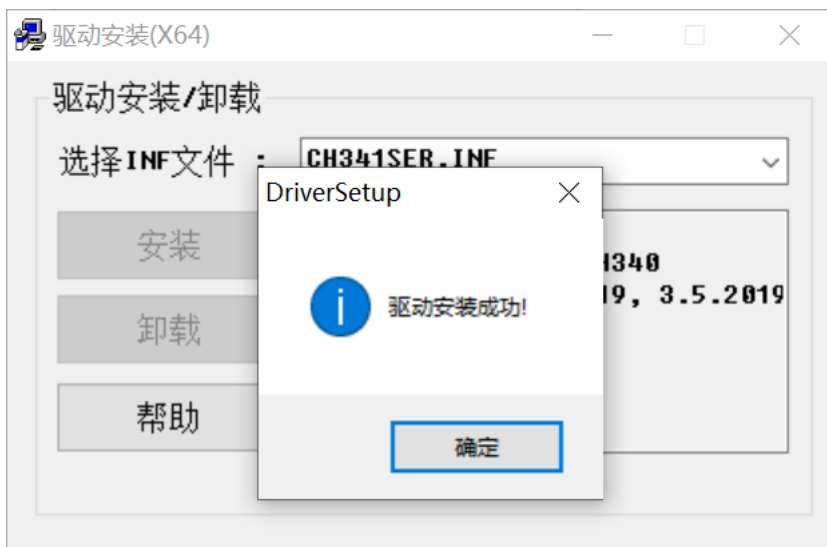 驱动安装(X64)
驱动安装/卸载
选择INF文件 :
CH341SER.INF
DriverSetup
安装
H340
19, 3.5.2019
驱动安装成功!
卸载
帮助
确定